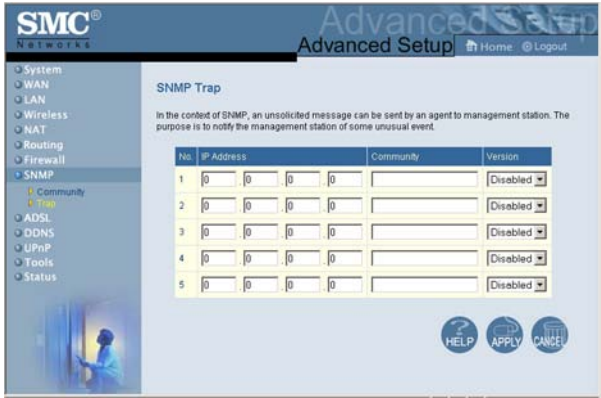 SMC®
Networks
Advanced Setup
Advanced Setup
Home
Logout
System
WAN
LAN
Wireless
NAT
Routing
Firewall
SNMP
Community
Trap
ADSL
DDNS
UPnP
Tools
Status
SNMP Trap
In the context of SNMP, an unsolicited message can be sent by an agent to management station. The
purpose is to notify the management station of some unusual event.
No. IP Address Community Version
1 0 .0 .0 .0 Disabled
2 0 .0 .0 .0 Disabled
3 0 .0 .0 .0 Disabled
4 0 .0 .0 .0 Disabled
5 0 .0 .0 .0 Disabled
HELP APPLY CANCEL